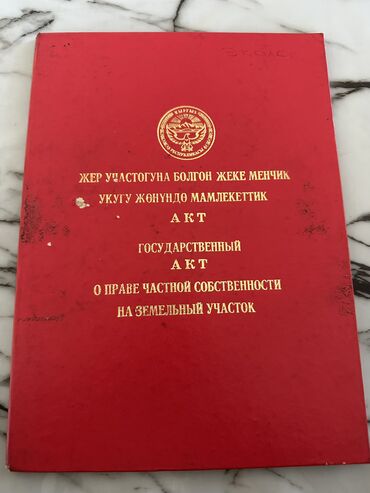 ЖЕР УЧАСТОГУНА БОЛГОН ЖЕКЕ МЕНЧИК
УКУГУ ЖӨНҮНДӨ МАМЛЕКЕТТИК
АКТ
ГОСУДАРСТВЕННЫЙ
АКТ
О ПРАВЕ ЧАСТНОЙ СОБСТВЕННОСТИ
НА ЗЕМЕЛЬНЫЙ УЧАСТОК